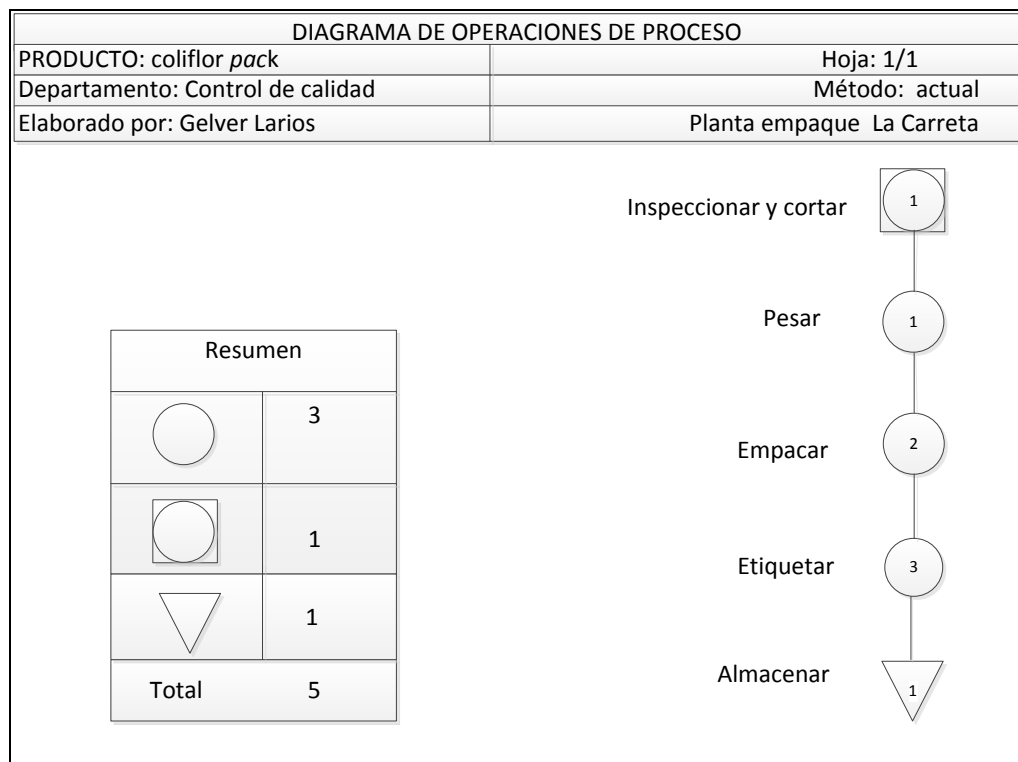 DIAGRAMA DE OPERACIONES DE PROCESO
PRODUCTO: coliflor pack
Hoja: 1/1
Departamento: Control de calidad
Método: actual
Elaborado por: Gelver Larios
Planta empaque La Carreta
Inspeccionar y cortar
1
Pesar
1
Empacar
2
Etiquetar
3
Almacenar
1
Resumen
3
1
1
Total 5